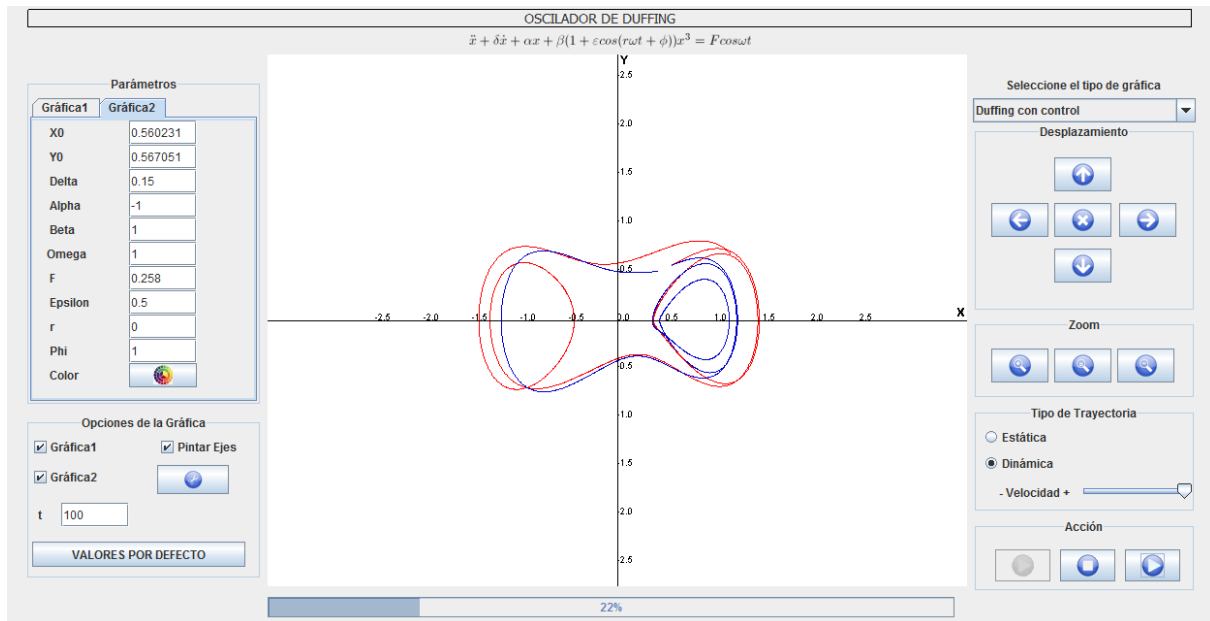 OSCILADOR DE DUFFING
ẍ + δẋ + αx + β(1 + εcos(rωt + ϕ))x³ = Fcosωt
Parámetros
Gráfica1 Gráfica2
X0 0.560231
Y0 0.567051
Delta 0.15
Alpha -1
Beta 1
Omega 1
F 0.258
Epsilon 0.5
r 0
Phi 1
Color
Opciones de la Gráfica
Gráfica1 Pintar Ejes
Gráfica2
t 100
VALORES POR DEFECTO
Y
2.5
2.0
1.5
1.0
0.5
-2.5 -2.0 -1.5 -1.0 -0.5 0.0 0.5 1.0 1.5 2.0 2.5 X
-0.5
-1.0
-1.5
-2.0
-2.5
22%
Seleccione el tipo de gráfica
Duffing con control
Desplazamiento
Zoom
Tipo de Trayectoria
Estática
Dinámica
- Velocidad +
Acción